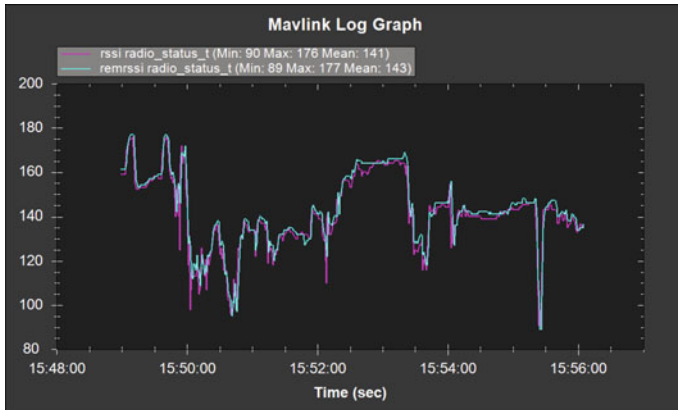 Mavlink Log Graph
rssi radio_status_t (Min: 90 Max: 176 Mean: 141)
remrssi radio_status_t (Min: 89 Max: 177 Mean: 143)
200
180
160
140
120
100
80
15:48:00 15:50:00 15:52:00 15:54:00 15:56:00
Time (sec)